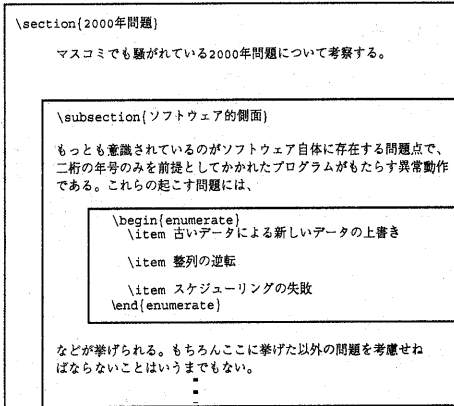 \section{2000年問題}
マスコミでも騒がれている2000年問題について考察する。
\subsection{ソフトウェア的側面}
もっとも意識されているのがソフトウェア自体に存在する問題点で、
二桁の年号のみを前提としてかかれたプログラムがもたらす異常動作
である。これらの起こす問題には、
\begin{enumerate}
\item 古いデータによる新しいデータの上書き
\item 整列の逆転
\item スケジューリングの失敗
\end{enumerate}
などが挙げられる。もちろんここに挙げた以外の問題を考慮せね
ばならないことはいうまでもない。